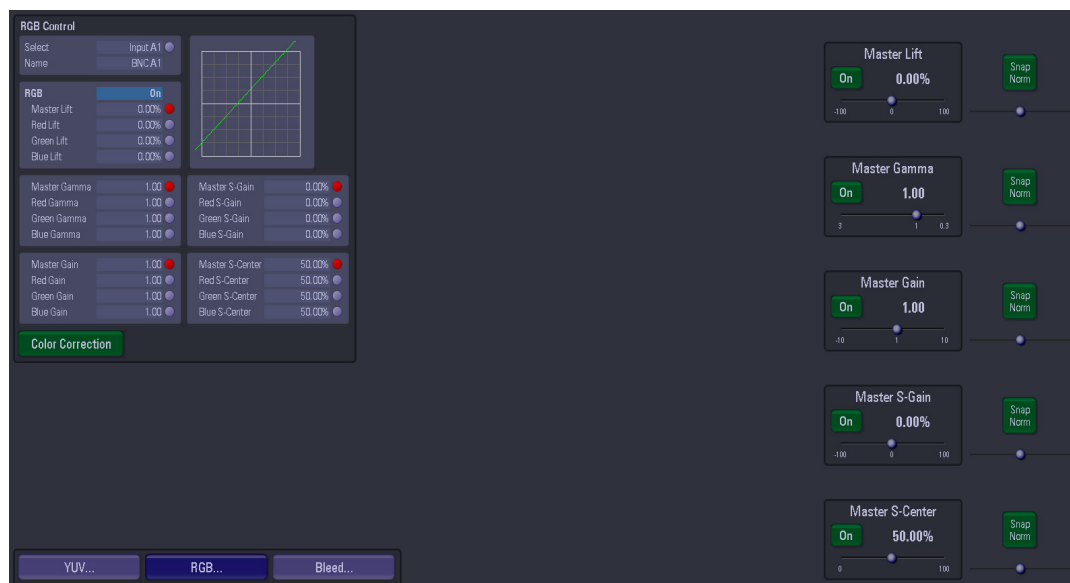 RGB Control
Select Input A1
Name BNC A1
RGB On
Master Lift 0.00%
Red Lift 0.00%
Green Lift 0.00%
Blue Lift 0.00%
Master Gamma 1.00
Red Gamma 1.00
Green Gamma 1.00
Blue Gamma 1.00
Master S-Gain 0.00%
Red S-Gain 0.00%
Green S-Gain 0.00%
Blue S-Gain 0.00%
Master Gain 1.00
Red Gain 1.00
Green Gain 1.00
Blue Gain 1.00
Master S-Center 50.00%
Red S-Center 50.00%
Green S-Center 50.00%
Blue S-Center 50.00%
Color Correction
YUV... RGB... Bleed...
Master Lift
On 0.00%
-100 0 100
Snap
Norm
Master Gamma
On 1.00
3 1 0.3
Snap
Norm
Master Gain
On 1.00
-10 1 10
Snap
Norm
Master S-Gain
On 0.00%
-100 0 100
Snap
Norm
Master S-Center
On 50.00%
0 100
Snap
Norm